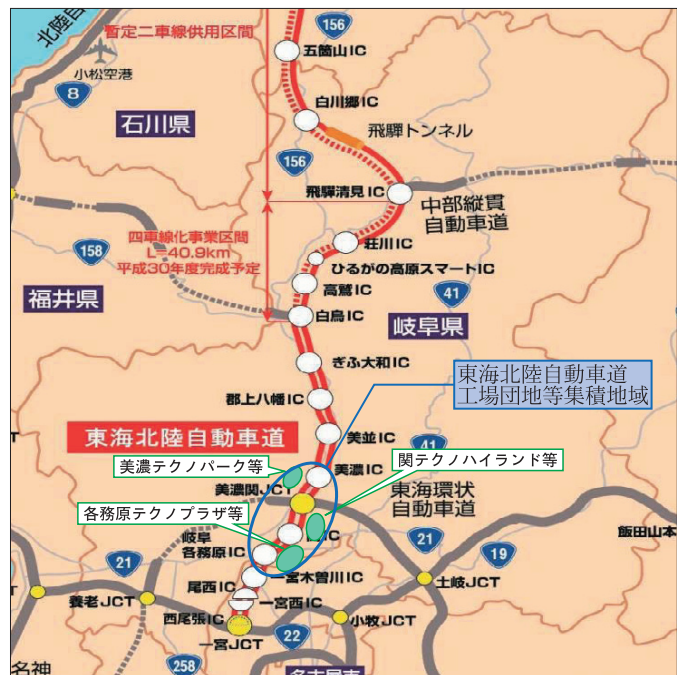 北陸自
暫定二車線供用区間
156
五箇山IC
小松空港
8
白川郷IC
石川県
飛騨トンネル
156
飛騨清見IC
中部縦貫
自動車道
四車線化事業区間
L=40.9km
平成30年度完成予定
荘川IC
158
ひるがの高原スマートIC
高鷲IC
41
福井県
白鳥IC
岐阜県
ぎふ大和IC
東海北陸自動車道
工場団地等集積地域
郡上八幡IC
東海北陸自動車道
美並IC
41
美濃テクノパーク等
美濃IC
関テクノハイランド等
美濃関JCT
東海環状
自動車道
各務原テクノプラザ等
IC
飯田山本
岐阜
各務原IC
21
21
19
一宮木曽川IC
尾西IC
土岐JCT
養老JCT
一宮西IC
西尾張IC
小牧JCT
22
一宮JCT
名神
258
名古屋市